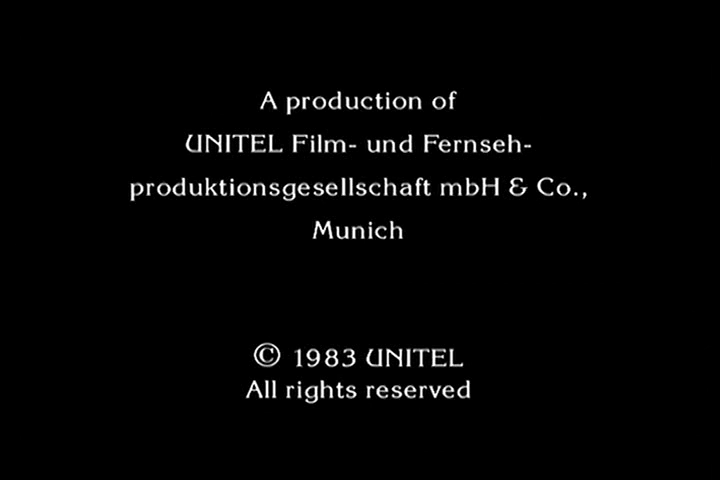 A production of
UNITEL Film- und Fernseh-
produktionsgesellschaft mbH & Co.,
Munich
© 1983 UNITEL
All rights reserved